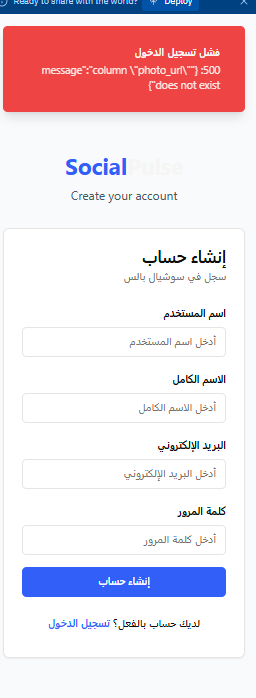 Ready to share with the world?
Deploy
فشل تسجيل الدخول
500: {"message":"column \"photo_url\"
does not exist"}
SocialPulse
Create your account
إنشاء حساب
سجل في سوشيال بالس
اسم المستخدم
أدخل اسم المستخدم
الاسم الكامل
أدخل الاسم الكامل
البريد الإلكتروني
أدخل البريد الإلكتروني
كلمة المرور
أدخل كلمة المرور
إنشاء حساب
لديك حساب بالفعل؟ تسجيل الدخول